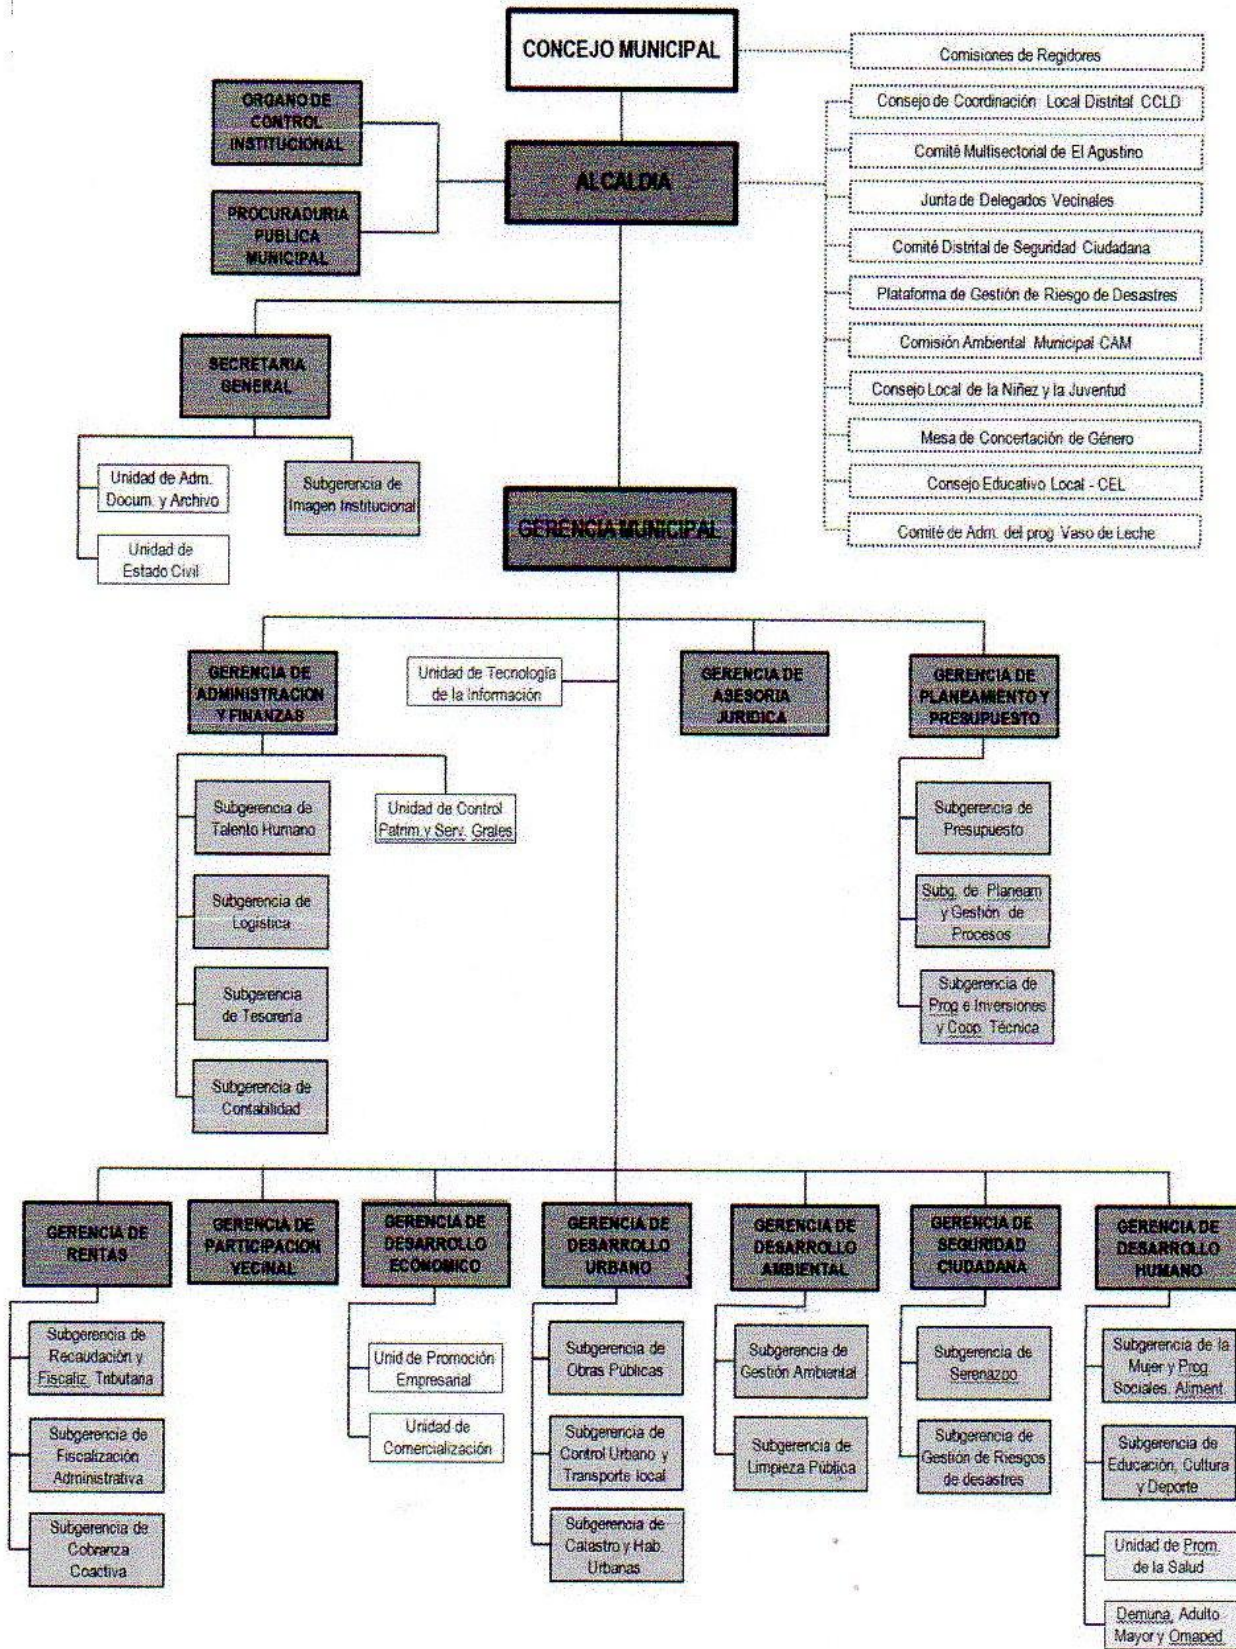 CONCEJO MUNICIPAL
Comisiones de Regidores
ORGANO DE
CONTROL
INSTITUCIONAL
ALCALDIA
PROCURADURIA
PUBLICA
MUNICIPAL
Consejo de Coordinación Local Distrital CCLD
Comité Multisectorial de El Agustino
Junta de Delegados Vecinales
Comité Distrital de Seguridad Ciudadana
Plataforma de Gestión de Riesgo de Desastres
Comisión Ambiental Municipal CAM
Consejo Local de la Niñez y la Juventud
Mesa de Concertación de Género
Consejo Educativo Local - CEL
Comité de Adm. del prog Vaso de Leche
SECRETARIA
GENERAL
Unidad de Adm.
Docum. y Archivo
Unidad de
Estado Civil
Subgerencia de
Imagen Institucional
GERENCIA MUNICIPAL
GERENCIA DE
ADMINISTRACION
Y FINANZAS
Unidad de Tecnología
de la Información
GERENCIA DE
ASESORIA
JURIDICA
GERENCIA DE
PLANEAMIENTO Y
PRESUPUESTO
Subgerencia de
Talento Humano
Subgerencia de
Logística
Subgerencia
de Tesoreria
Subgerencia de
Contabilidad
Unidad de Control
Patrim. y Serv. Grales
Subgerencia de
Presupuesto
Subg. de Planeam
y Gestión de
Procesos
Subgerencia de
Prog e Inversiones
y Coop. Técnica
GERENCIA DE
RENTAS
Subgerencia de
Recaudación y
Fiscaliz. Tributaria
Subgerencia de
Fiscalización
Administrativa
Subgerencia de
Cobranza
Coactiva
GERENCIA DE
PARTICIPACION
VECINAL
GERENCIA DE
DESARROLLO
ECONOMICO
Unid de Promoción
Empresarial
Unidad de
Comercialización
GERENCIA DE
DESARROLLO
URBANO
Subgerencia de
Obras Públicas
Subgerencia de
Control Urbano y
Transporte local
Subgerencia de
Catastro y Hab.
Urbanas
GERENCIA DE
DESARROLLO
AMBIENTAL
Subgerencia de
Gestión Ambiental
Subgerencia de
Limpieza Pública
GERENCIA DE
SEGURIDAD
CIUDADANA
Subgerencia de
Serenazgo
Subgerencia de
Gestión de Riesgos
de desastres
GERENCIA DE
DESARROLLO
HUMANO
Subgerencia de la
Mujer y Prog.
Sociales. Aliment.
Subgerencia de
Educación, Cultura
y Deporte
Unidad de Prom.
de la Salud
Demuna, Adulto
Mayor y Omaped